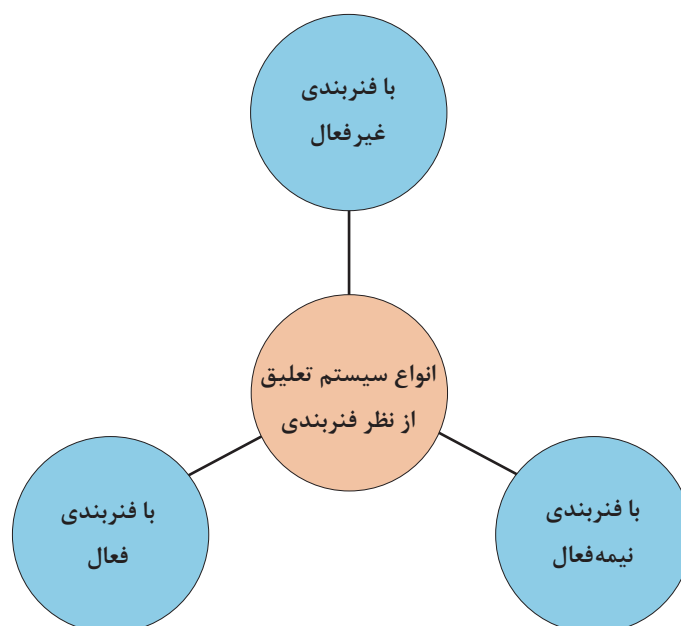 با فنربندی
غیرفعال
انواع سیستم تعلیق
از نظر فنربندی
با فنربندی
نیمه‌فعال
با فنربندی
فعال